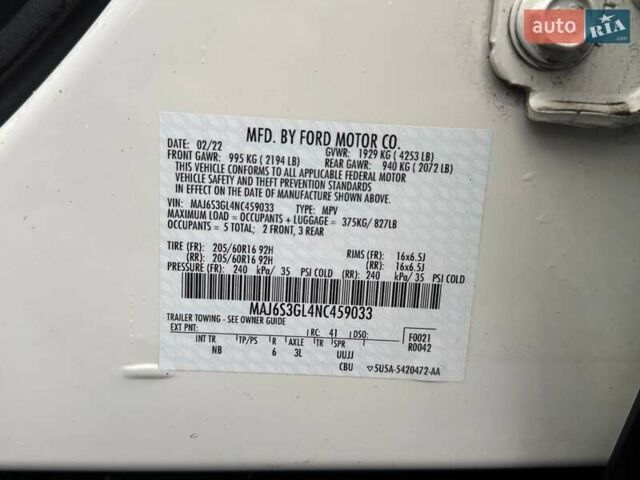 auto RIA
.com
MFD. BY FORD MOTOR CO.
DATE: 02/22 GVWR: 1929 KG ( 4253 LB)
FRONT GAWR: 995 KG ( 2194 LB) REAR GAWR: 940 KG ( 2072 LB)
THIS VEHICLE CONFORMS TO ALL APPLICABLE FEDERAL MOTOR
VEHICLE SAFETY AND THEFT PREVENTION STANDARDS IN EFFECT ON THE DATE OF
MANUFACTURE SHOWN ABOVE.
VIN: MAJ6S3GL4NC459033 TYPE: MPV
MAXIMUM LOAD = OCCUPANTS + LUGGAGE = 375KG/ 827LB
OCCUPANTS = 5 TOTAL; 2 FRONT, 3 REAR
TIRE (FR): 205/60R16 92H RIMS (FR): 16x6.5J
(RR): 205/60R16 92H (RR): 16x6.5J
PRESSURE (FR): 240 kPa/ 35 PSI COLD (RR): 240 kPa/ 35 PSI COLD
MAJ6S3GL4NC459033
TRAILER TOWING - SEE OWNER GUIDE
EXT PNT: RC: 41 F0021
R0042
INT TR TP/PS R AXLE TR SPR
NB 6 3L UUJJ
CBU ▽5U5A-5420472-AA